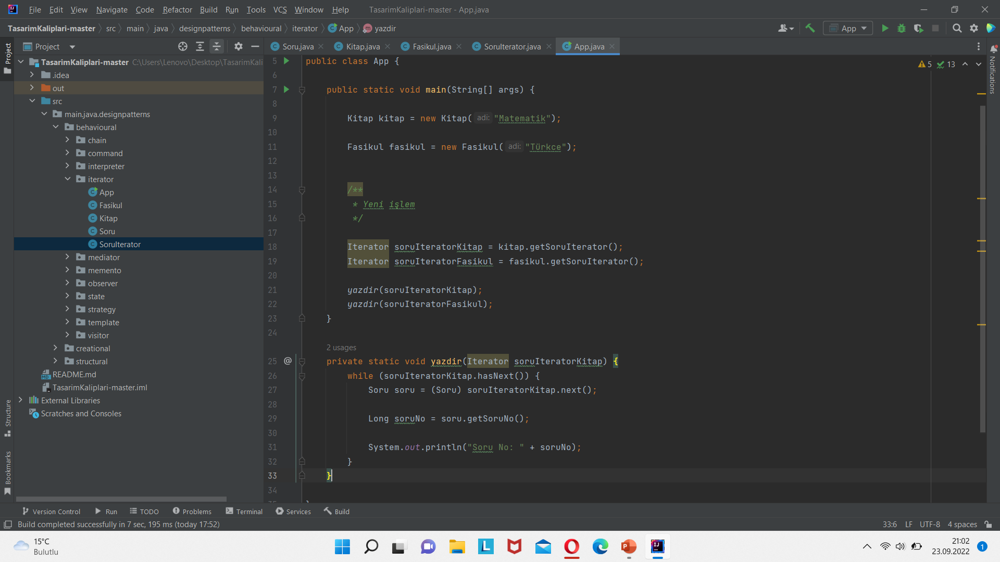 File Edit View Navigate Code Refactor Build Run Tools VCS Window Help TasarimKaliplari-master - App.java
TasarimKaliplari-master src main java designpatterns behavioural iterator App yazdir App
Project
Soru.java Kitap.java Fasikul.java SoruIterator.java App.java
Project
TasarimKaliplari-master C:\Users\Lenovo\Desktop\TasarimKali
.idea
out
src
main.java.designpatterns
behavioural
chain
command
interpreter
iterator
App
Fasikul
Kitap
Soru
SoruIterator
mediator
memento
observer
state
strategy
template
visitor
creational
structural
README.md
TasarimKaliplari-master.iml
External Libraries
Scratches and Consoles
Structure
Bookmarks
5 public class App {
6
7 public static void main(String[] args) {
8
9 Kitap kitap = new Kitap( adi: "Matematik");
10
11 Fasikul fasikul = new Fasikul( adi: "Türkce");
12
13
14 /**
15 * Yeni işlem
16 */
17
18 Iterator soruIteratorKitap = kitap.getSoruIterator();
19 Iterator soruIteratorFasikul = fasikul.getSoruIterator();
20
21 yazdir(soruIteratorKitap);
22 yazdir(soruIteratorFasikul);
23 }
24
2 usages
25 @ private static void yazdir(Iterator soruIteratorKitap) {
26 while (soruIteratorKitap.hasNext()) {
27 Soru soru = (Soru) soruIteratorKitap.next();
28
29 Long soruNo = soru.getSoruNo();
30
31 System.out.println("Soru No: " + soruNo);
32 }
33 }
34
5 13
Notifications
Version Control Run TODO Problems Terminal Services Build
Build completed successfully in 7 sec, 195 ms (today 17:52) 33:6 LF UTF-8 4 spaces
15°C
Bulutlu
21:02
23.09.2022
1